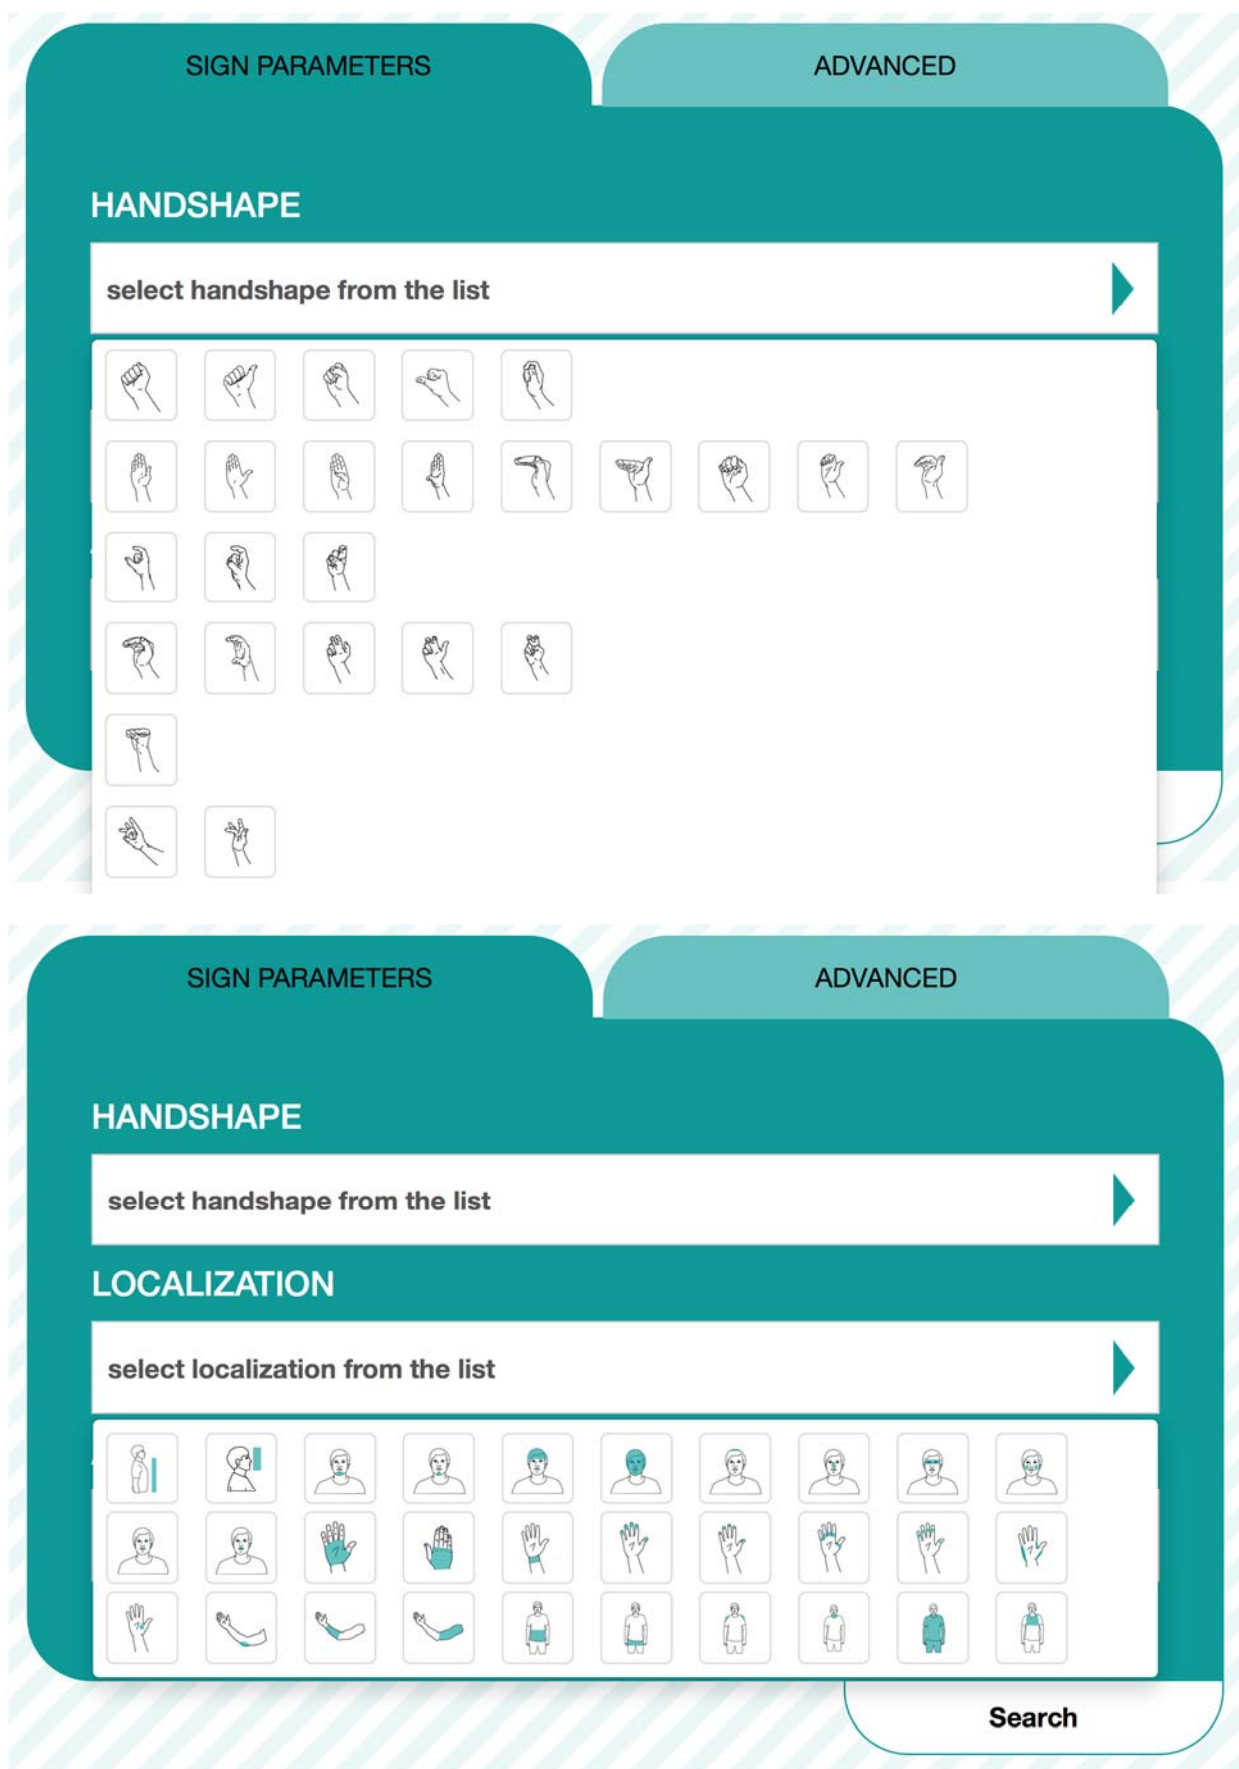 SIGN PARAMETERS
ADVANCED
HANDSHAPE
select handshape from the list
SIGN PARAMETERS
ADVANCED
HANDSHAPE
select handshape from the list
LOCALIZATION
select localization from the list
Search